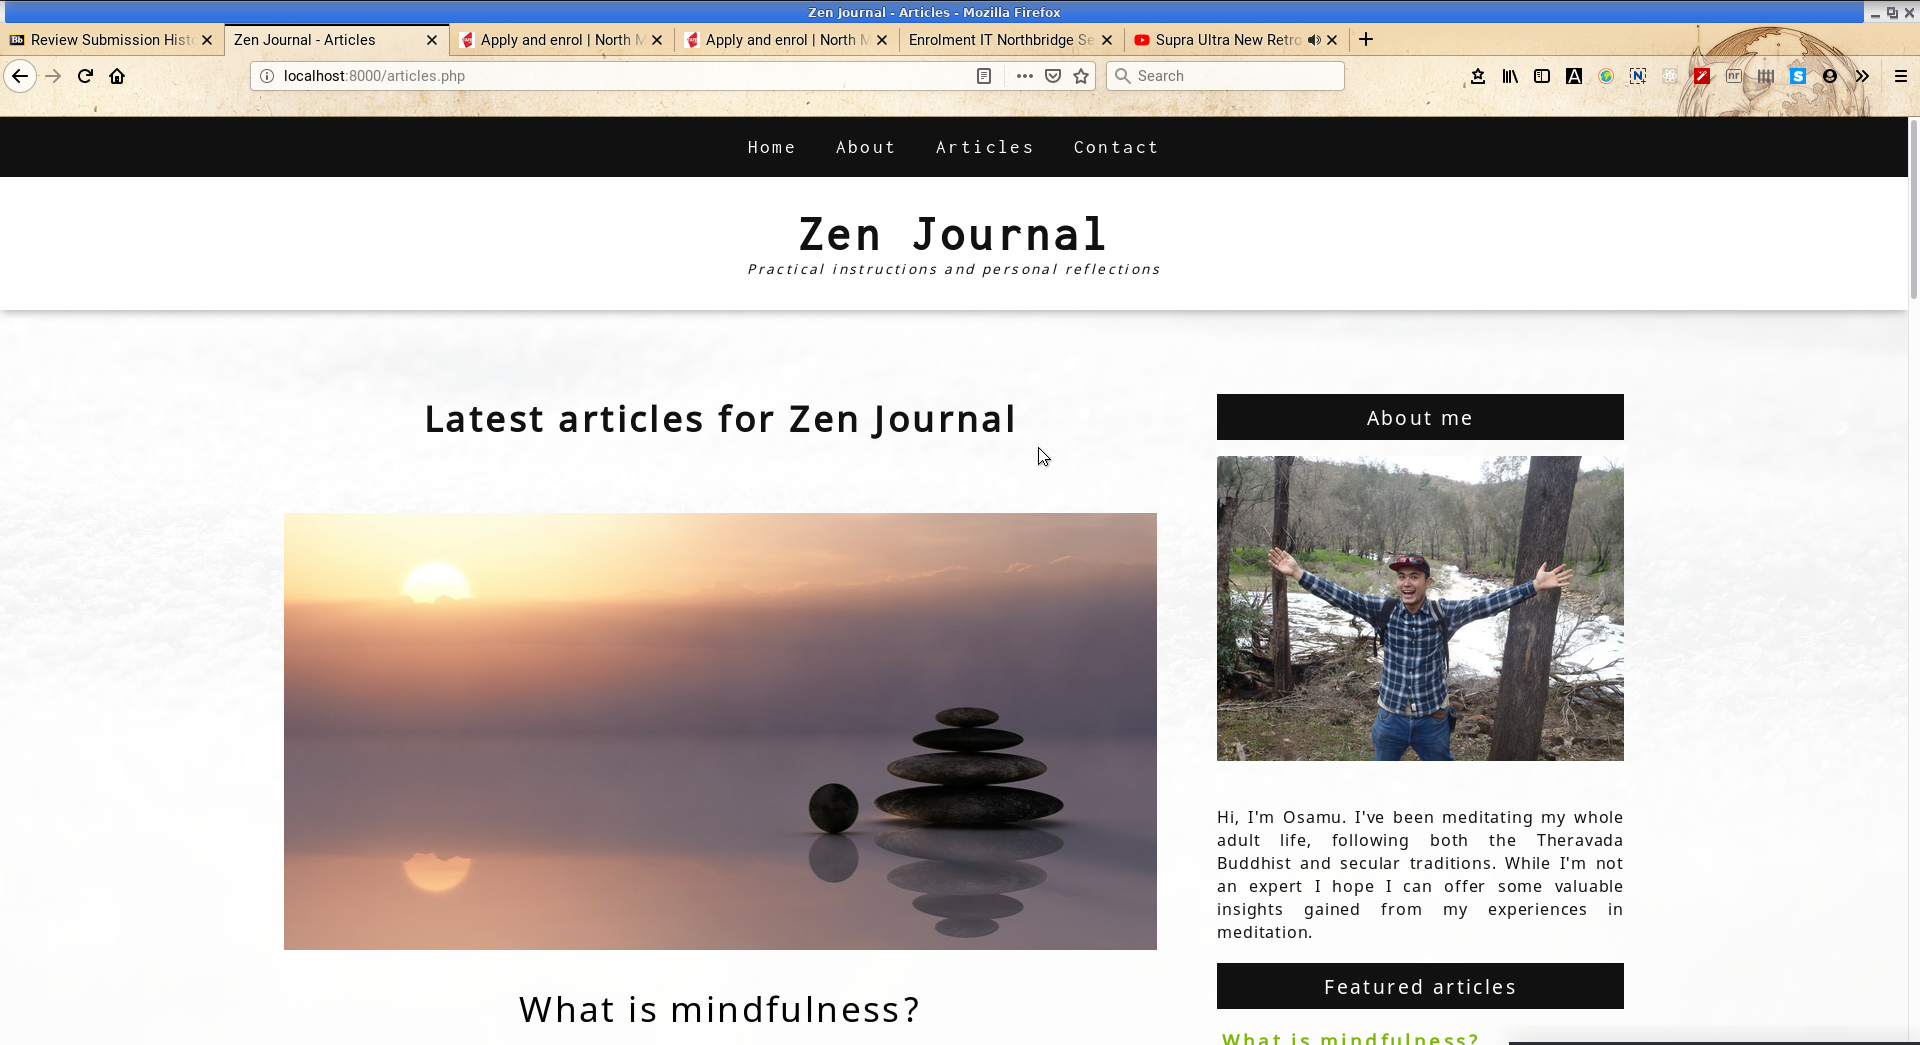 Zen Journal - Articles - Mozilla Firefox
Bb Review Submission Histo
Zen Journal - Articles
Apply and enrol | North M
Apply and enrol | North M
Enrolment IT Northbridge Se
Supra Ultra New Retro
localhost:8000/articles.php
Search
Home About Articles Contact
Zen Journal
Practical instructions and personal reflections
Latest articles for Zen Journal
What is mindfulness?
About me
Hi, I'm Osamu. I've been meditating my whole
adult life, following both the Theravada
Buddhist and secular traditions. While I'm not
an expert I hope I can offer some valuable
insights gained from my experiences in
meditation.
Featured articles
What is mindfulness?